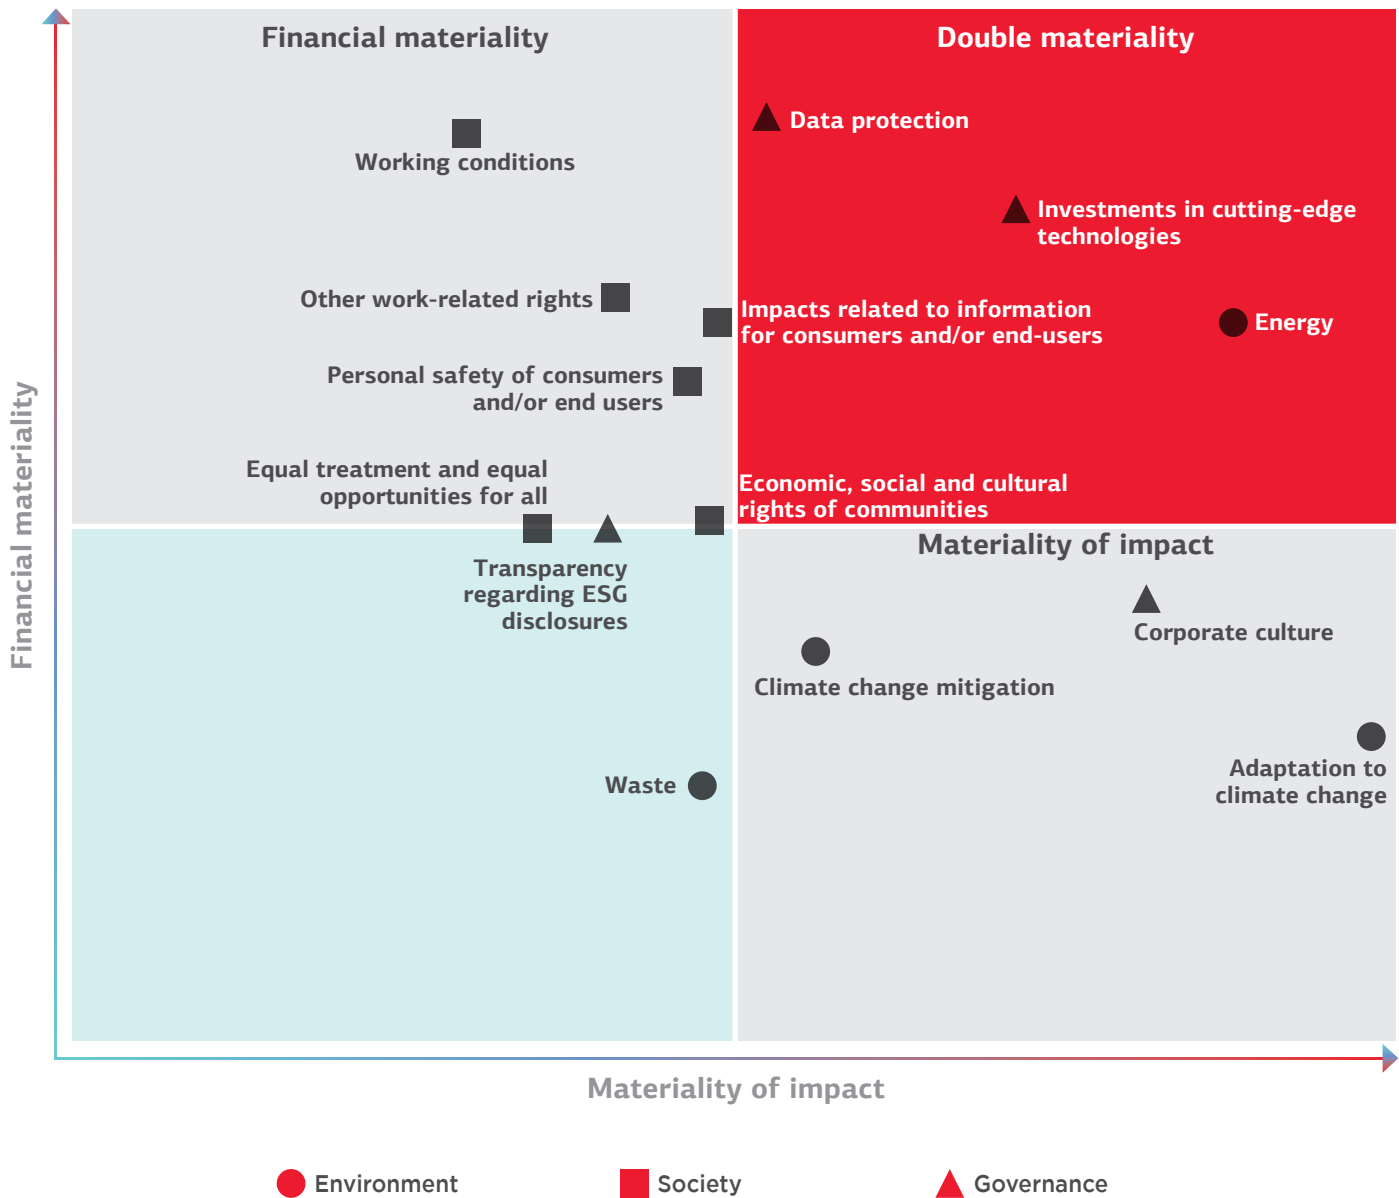 Financial materiality
Double materiality
Data protection
Working conditions
Investments in cutting-edge
technologies
Other work-related rights
Impacts related to information
for consumers and/or end-users
Energy
Personal safety of consumers
and/or end users
Equal treatment and equal
opportunities for all
Economic, social and cultural
rights of communities
Materiality of impact
Transparency
regarding ESG
disclosures
Corporate culture
Climate change mitigation
Adaptation to
climate change
Waste
Financial materiality
Materiality of impact
Environment
Society
Governance